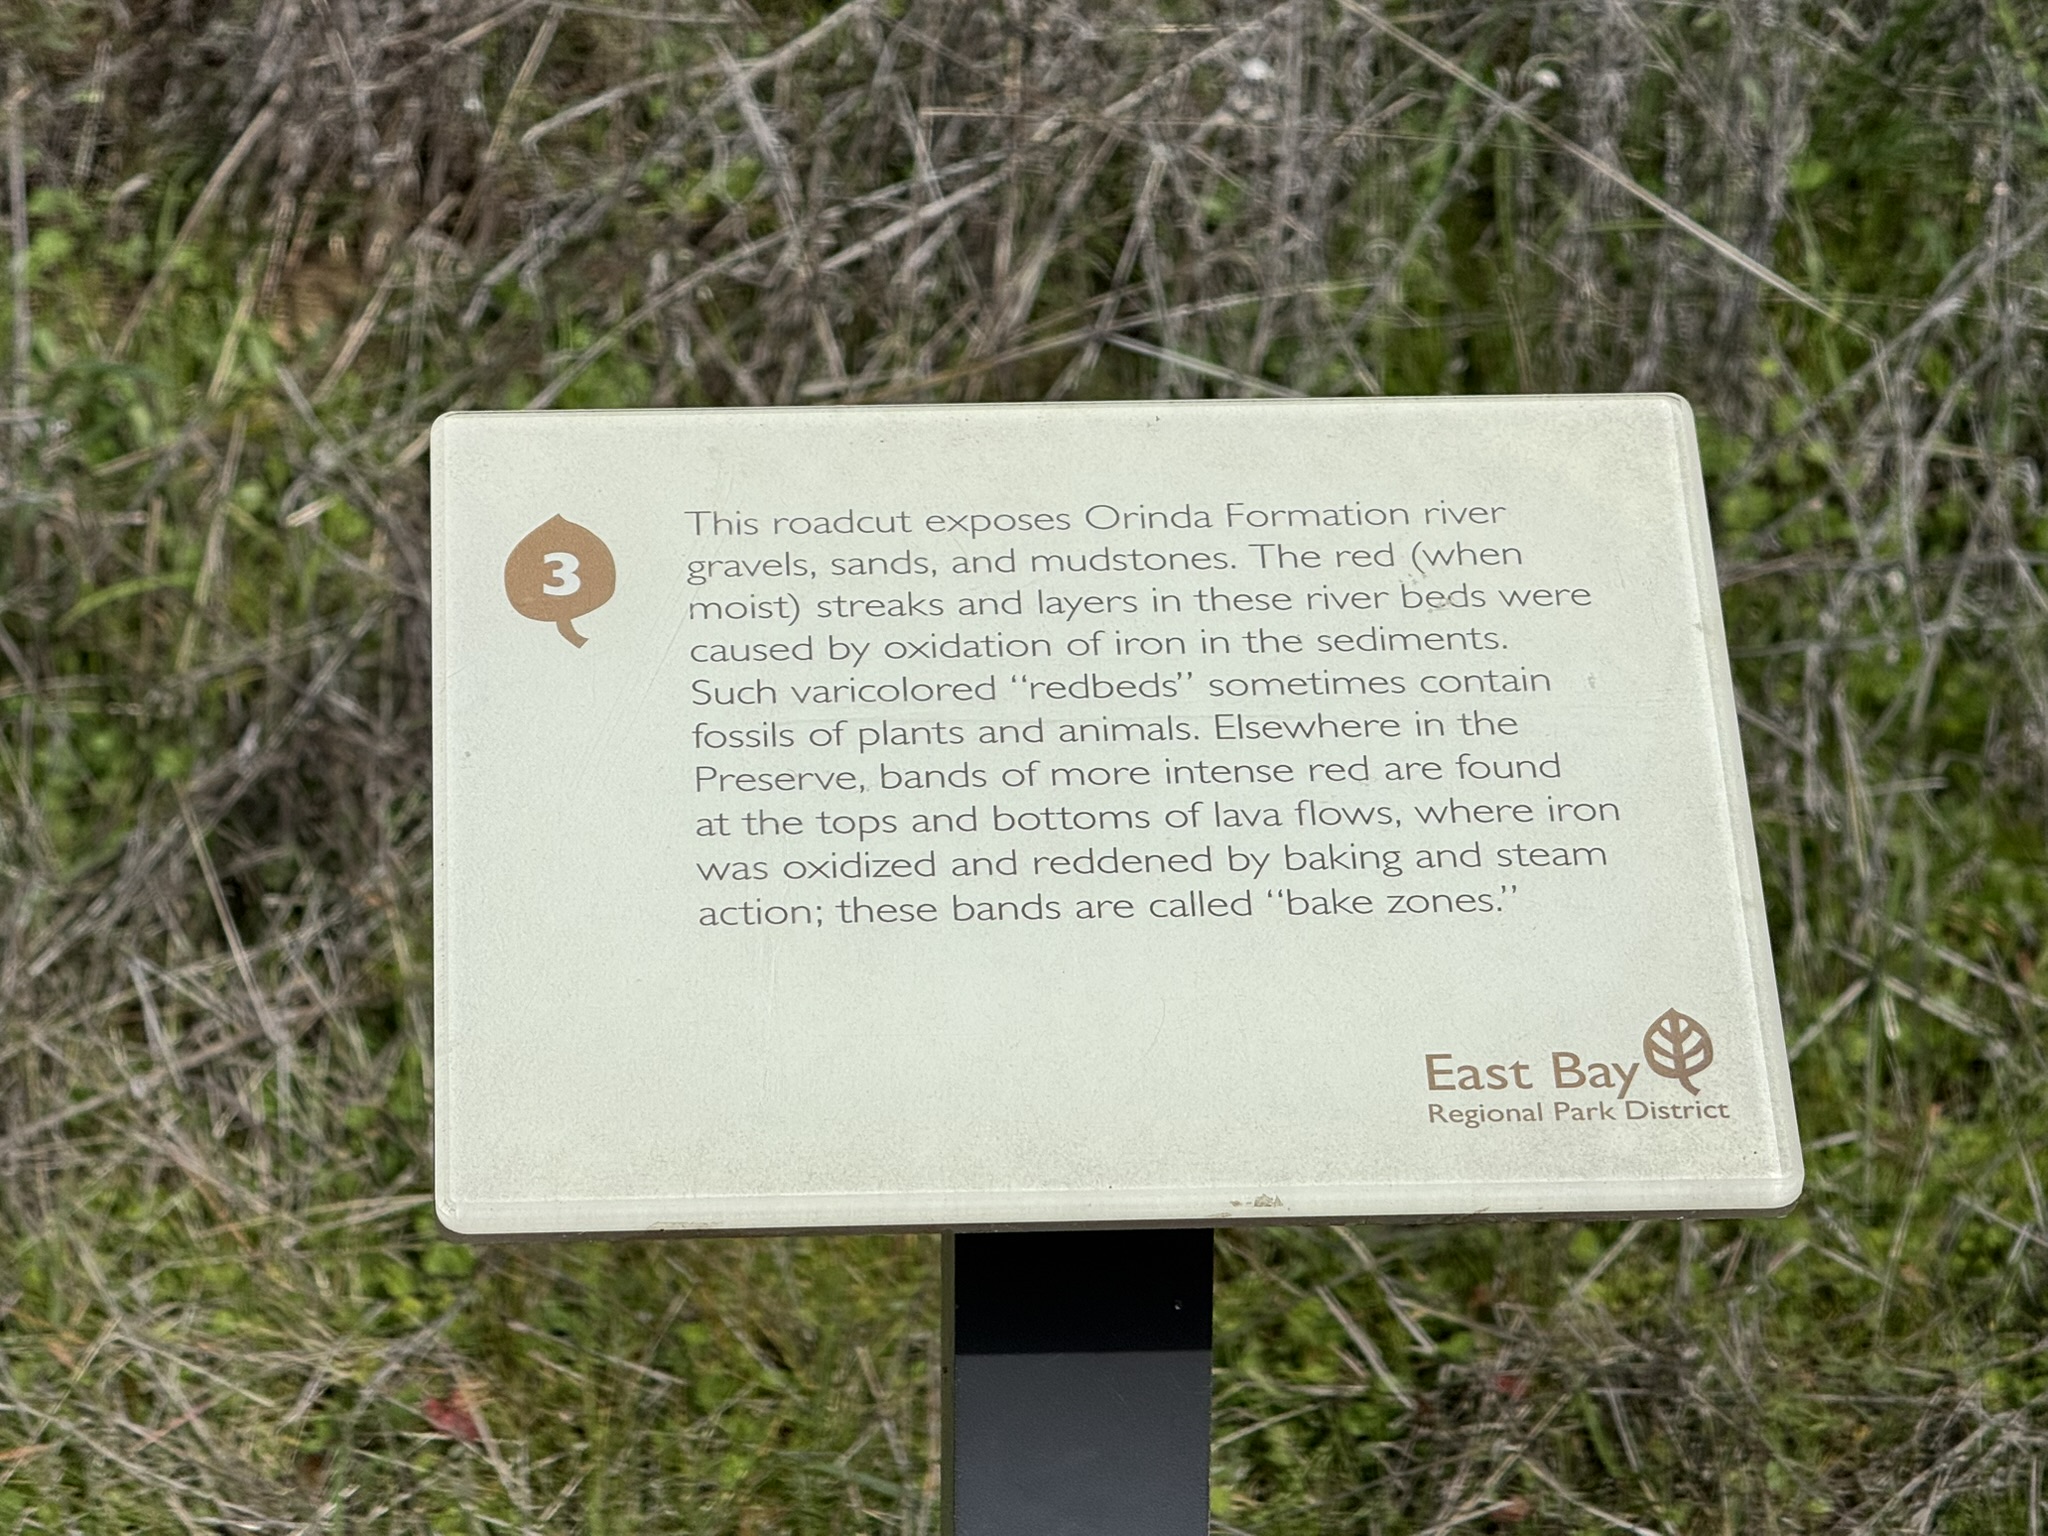 3
This roadcut exposes Orinda Formation river
gravels, sands, and mudstones. The red (when
moist) streaks and layers in these river beds were
caused by oxidation of iron in the sediments.
Such varicolored “redbeds” sometimes contain
fossils of plants and animals. Elsewhere in the
Preserve, bands of more intense red are found
at the tops and bottoms of lava flows, where iron
was oxidized and reddened by baking and steam
action; these bands are called “bake zones.”
East Bay
Regional Park District